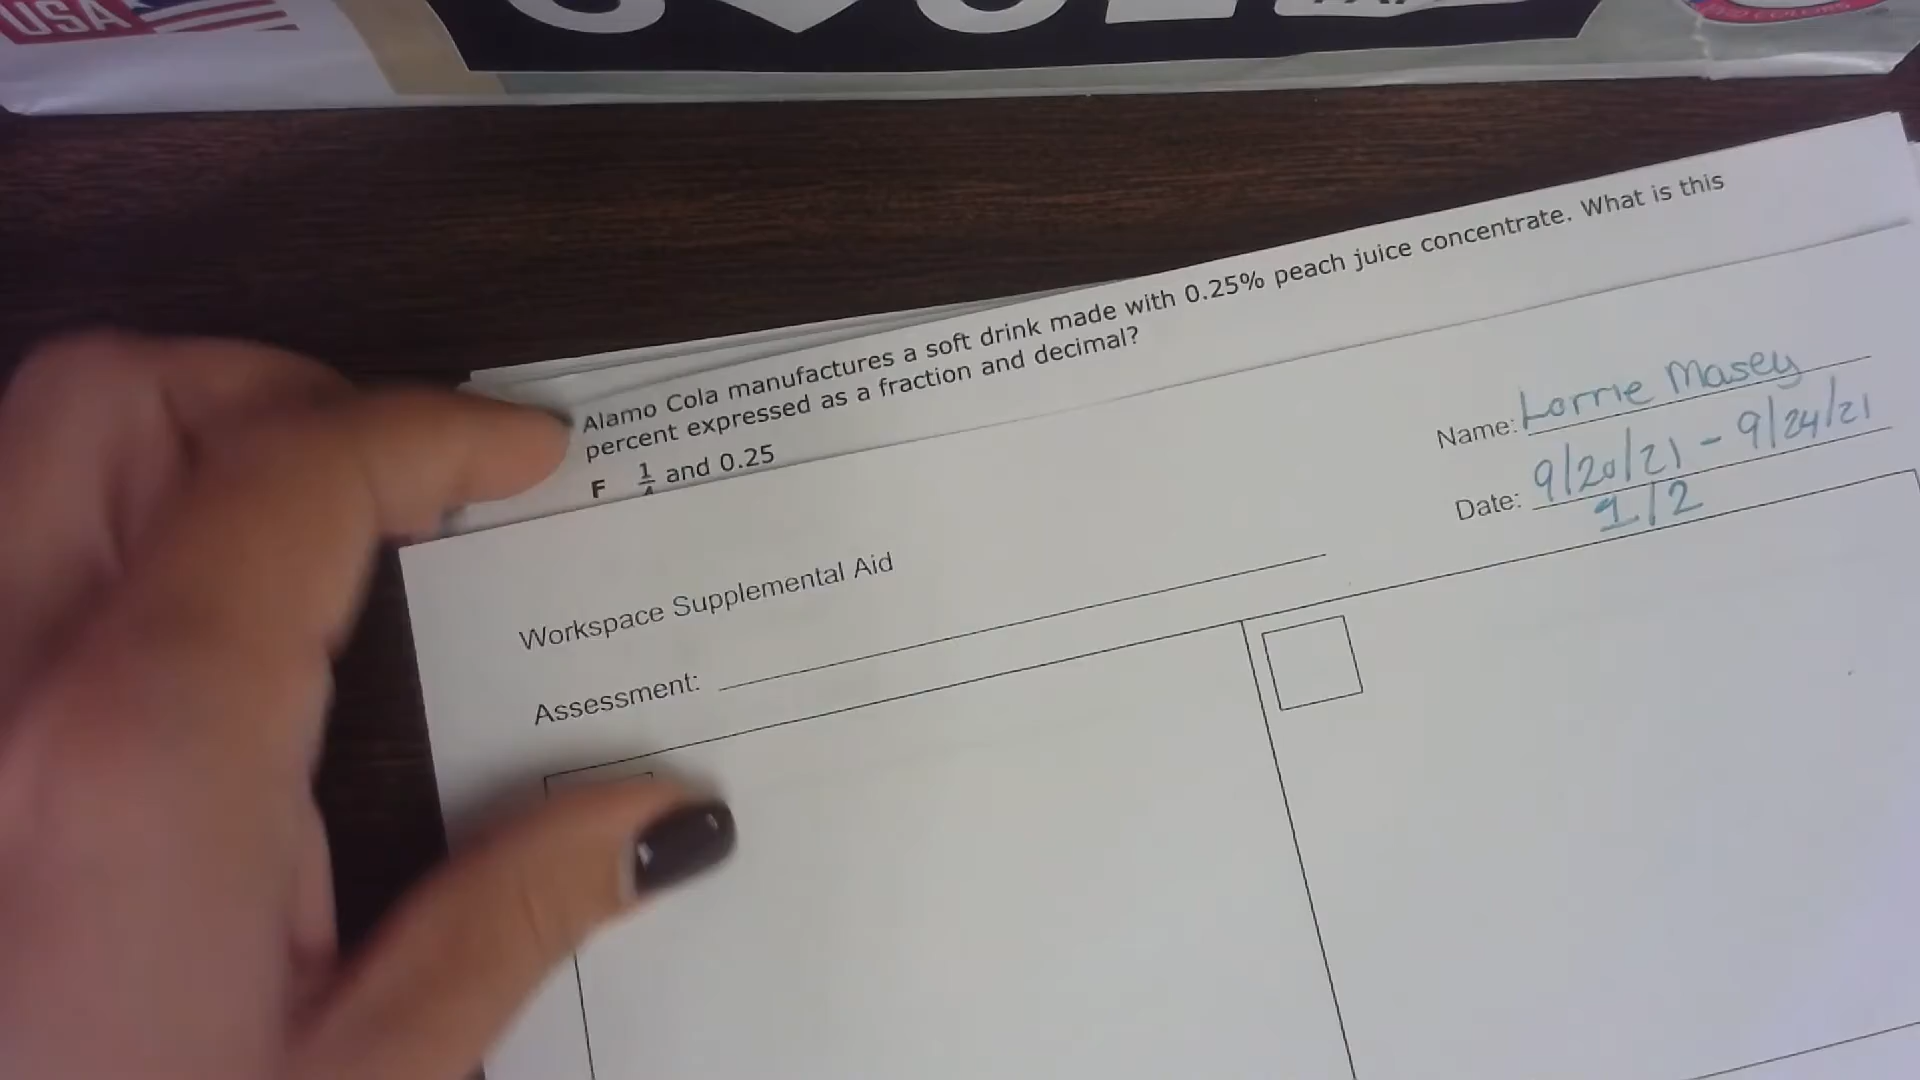 USA
Alamo Cola manufactures a soft drink made with 0.25% peach juice concentrate. What is this
percent expressed as a fraction and decimal?
F 1/4 and 0.25
Name: Lorrie Masey
Date: 9/20/21 - 9/24/21
1/2
Workspace Supplemental Aid
Assessment: